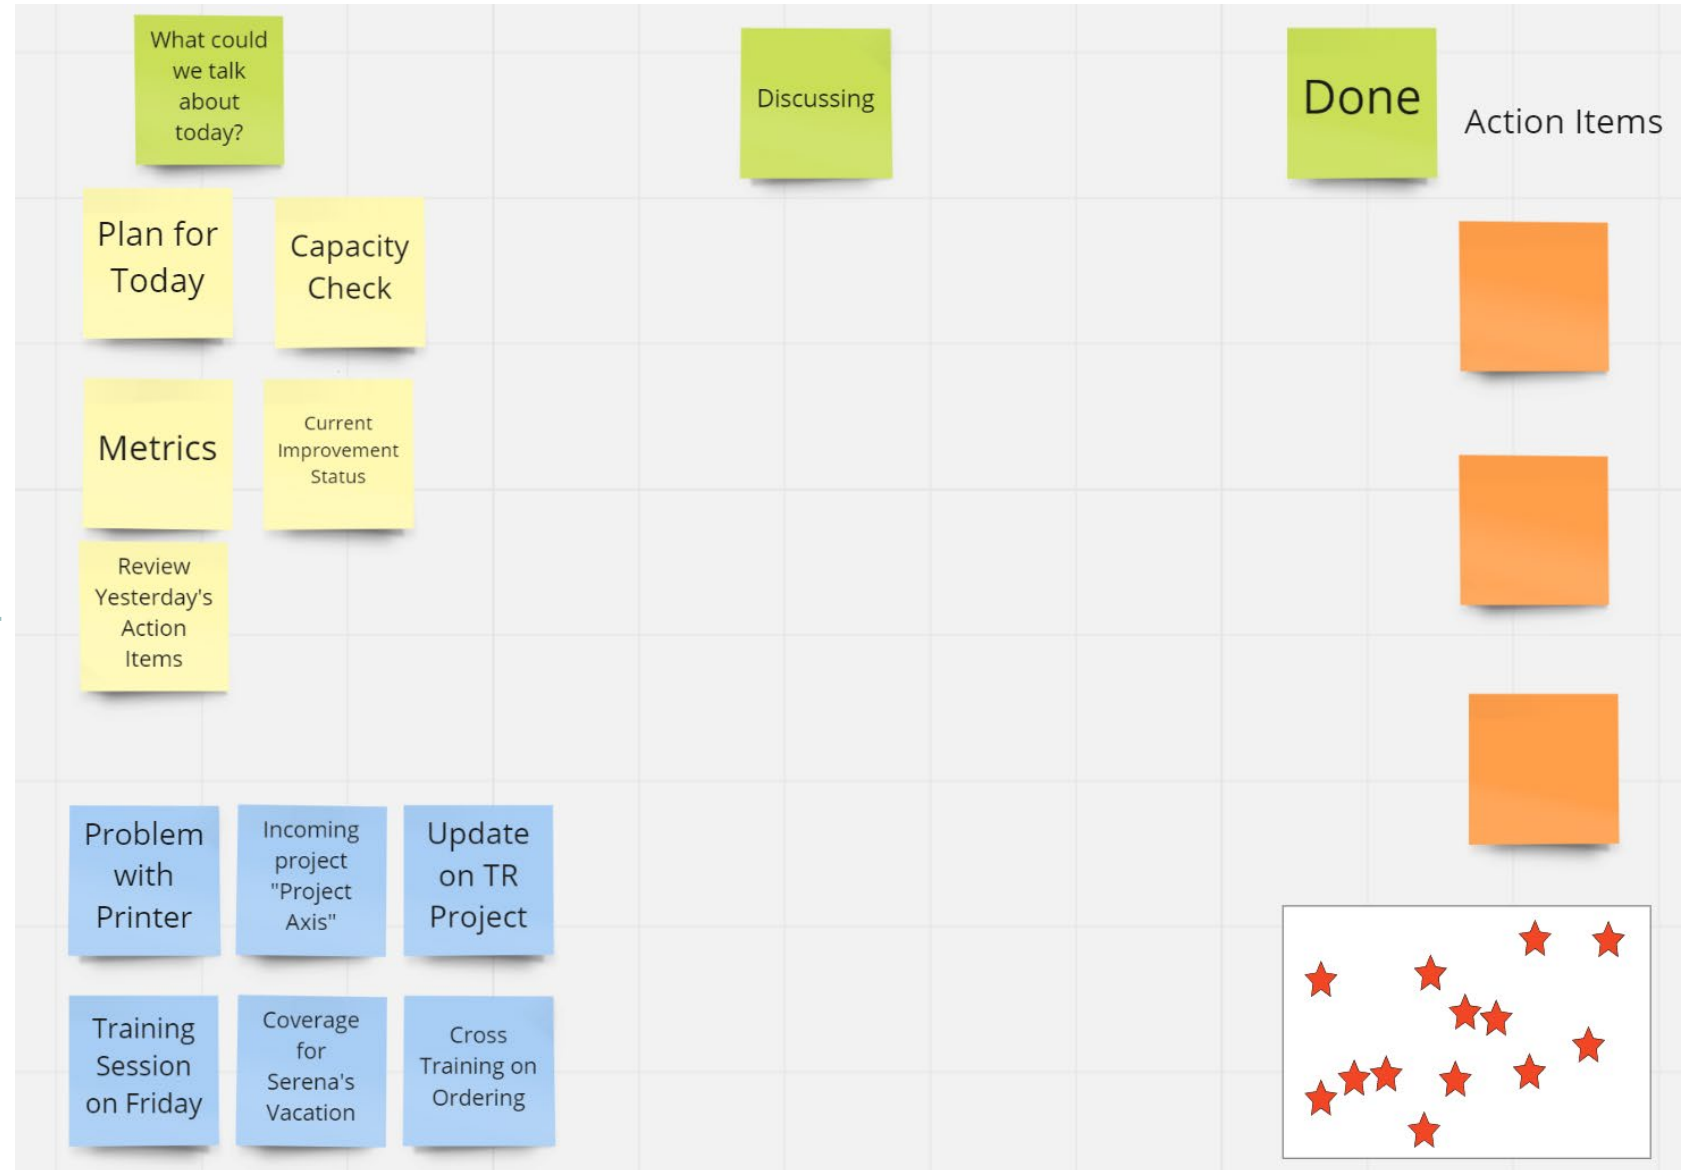 What could
we talk
about
today?
Discussing
Done
Action Items
Plan for
Today
Capacity
Check
Metrics
Current
Improvement
Status
Review
Yesterday's
Action
Items
Problem
with
Printer
Incoming
project
"Project
Axis"
Update
on TR
Project
Training
Session
on Friday
Coverage
for
Serena's
Vacation
Cross
Training on
Ordering